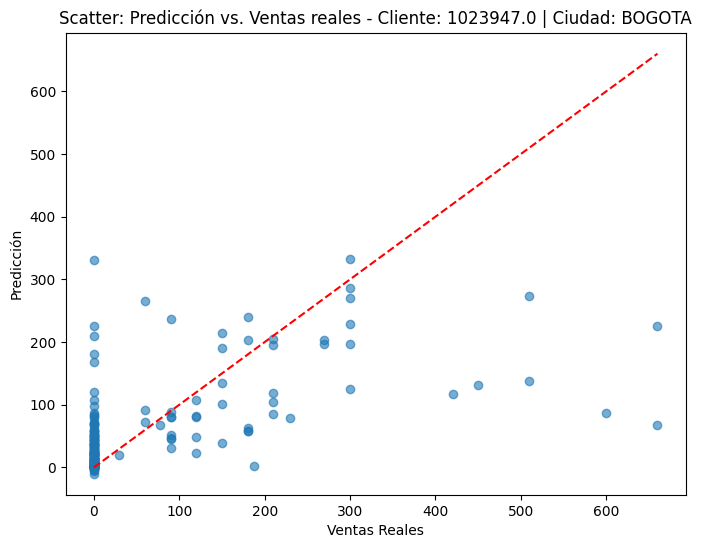 Scatter: Predicción vs. Ventas reales - Cliente: 1023947.0 | Ciudad: BOGOTA
600
500
400
300
200
100
0
Predicción
0 100 200 300 400 500 600
Ventas Reales